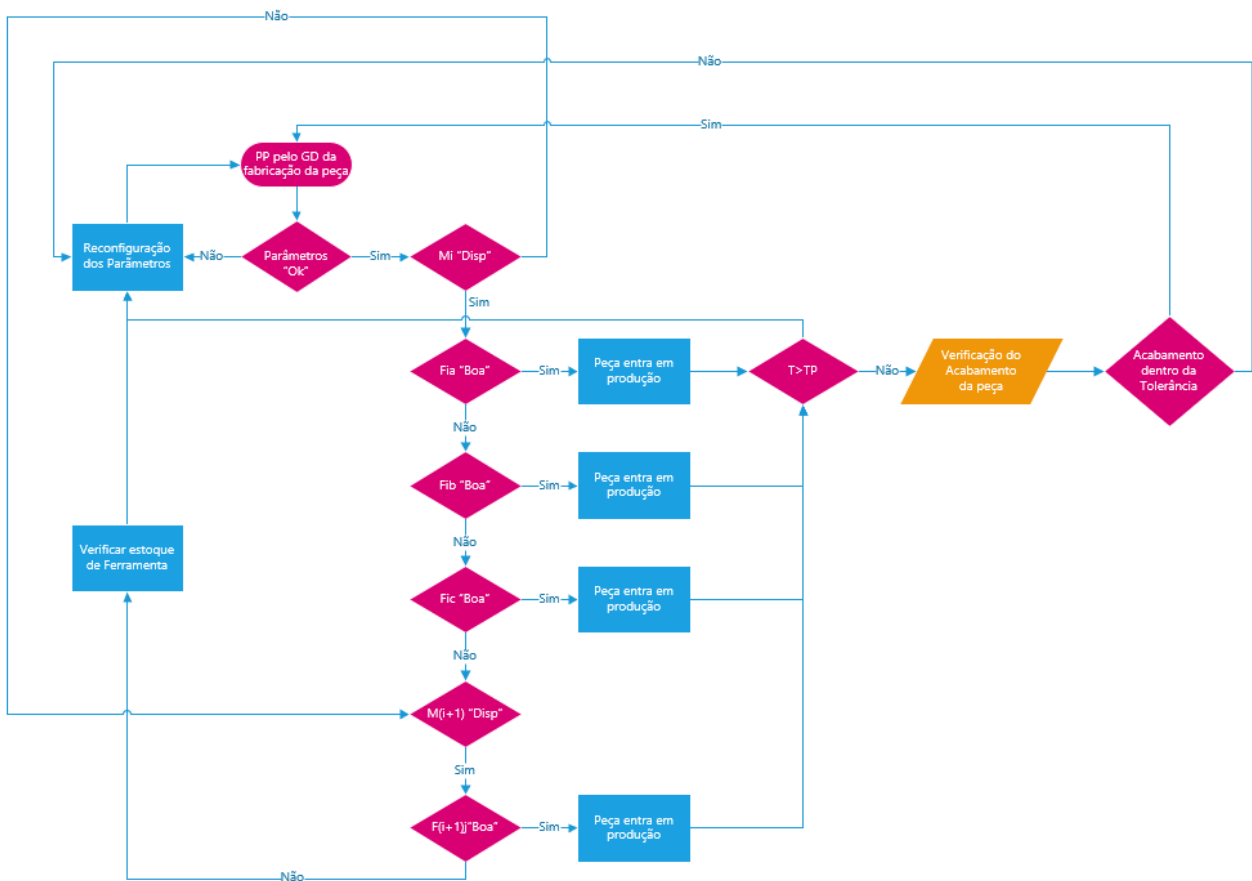 Não
Não
Sim
PP pelo GD da
fabricação da peça
Reconfiguração
dos Parâmetros
Não
Parâmetros
"Ok"
Sim
Mi "Disp"
Sim
Fia "Boa"
Sim
Peça entra em
produção
T>TP
Não
Verificação do
Acabamento
da peça
Acabamento
dentro da
Tolerância
Não
Fib "Boa"
Sim
Peça entra em
produção
Não
Verificar estoque
de Ferramenta
Fic "Boa"
Sim
Peça entra em
produção
Não
M(i+1) "Disp"
Sim
F(i+1)j"Boa"
Sim
Peça entra em
produção
Não